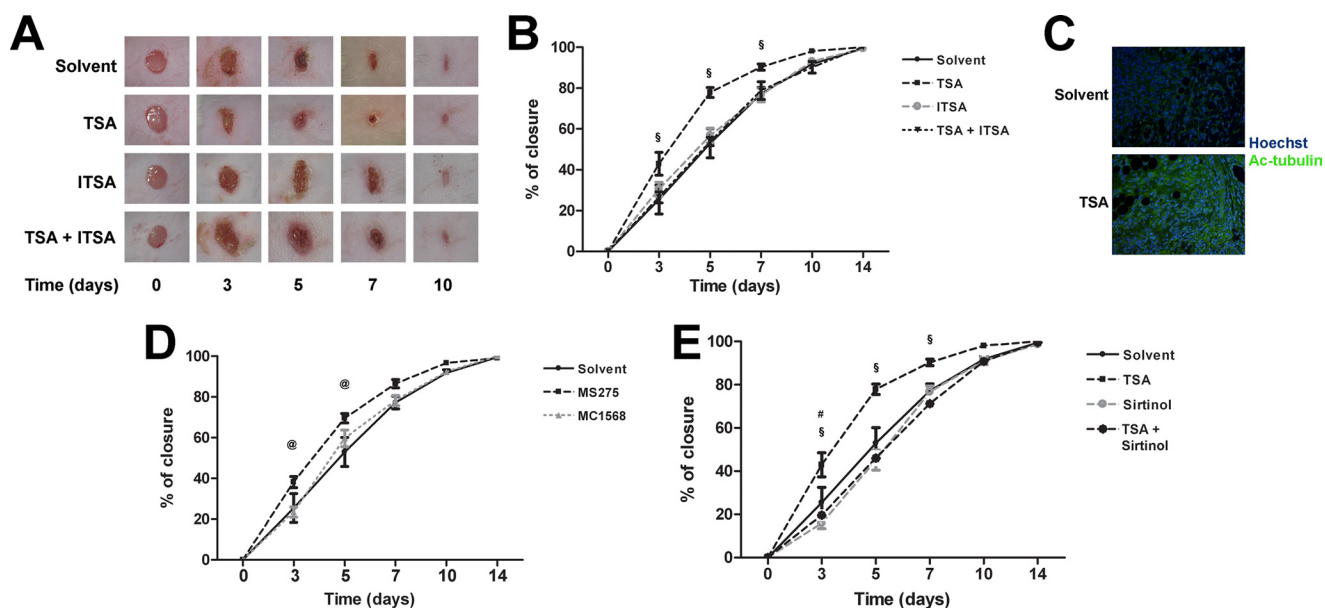 A
Solvent
TSA
ITSA
TSA + ITSA
Time (days) 0 3 5 7 10
B
% of closure
100
80
60
40
20
0
§ § §
0 3 5 7 10 14
Time (days)
Solvent
TSA
ITSA
TSA + ITSA
C
Solvent
TSA
Hoechst
Ac-tubulin
D
% of closure
100
80
60
40
20
0
@ @
0 3 5 7 10 14
Time (days)
Solvent
MS275
MC1568
E
% of closure
100
80
60
40
20
0
#
§ § §
0 3 5 7 10 14
Time (days)
Solvent
TSA
Sirtinol
TSA +
Sirtinol